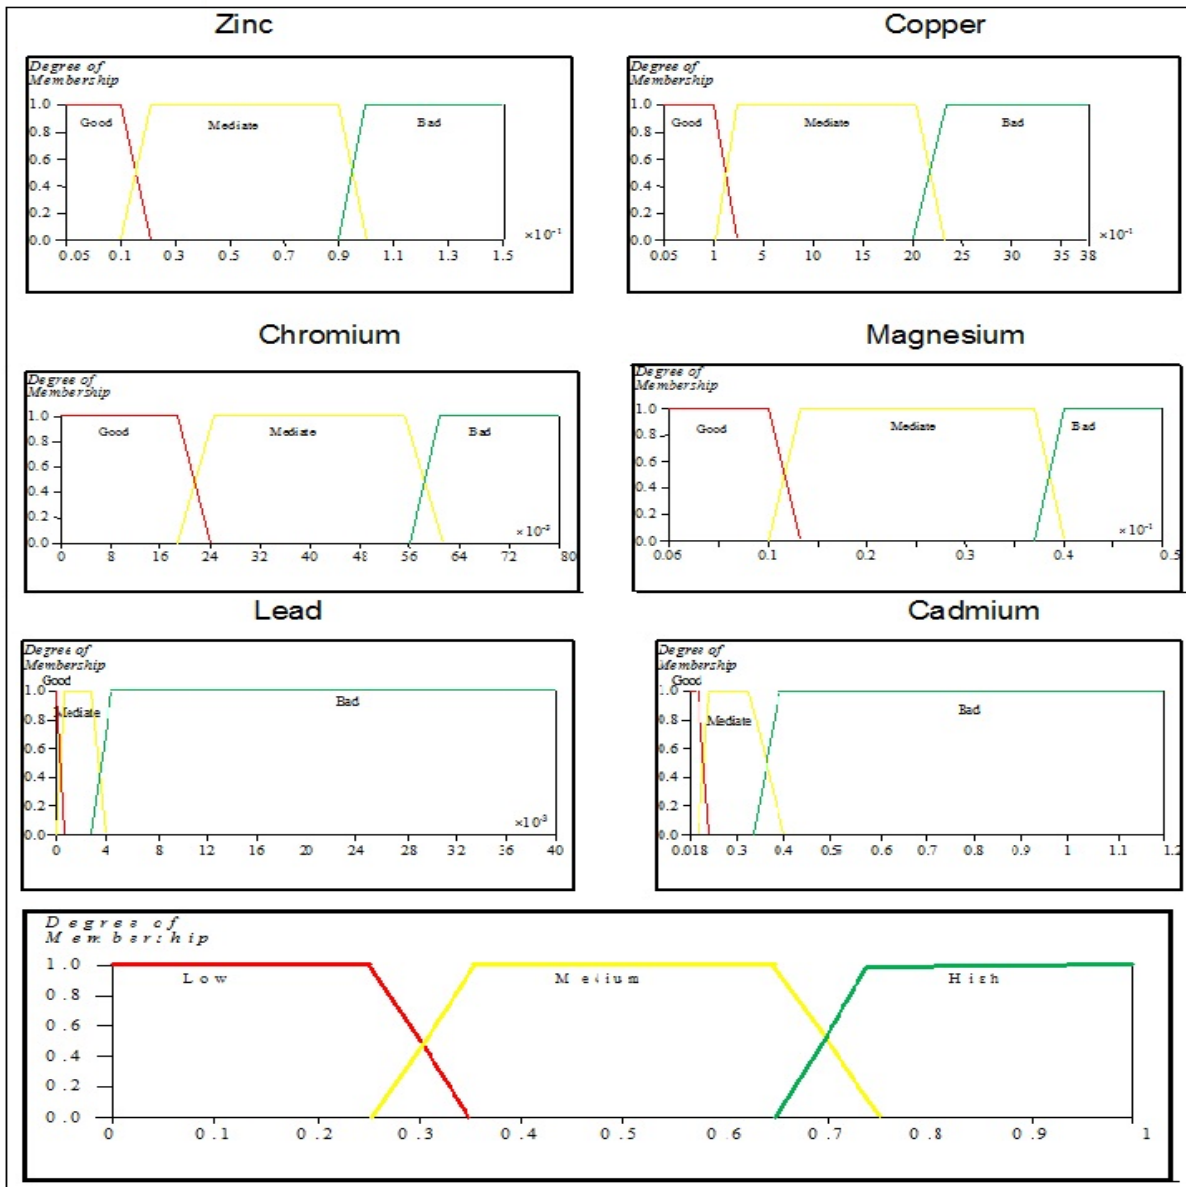 Zinc
Copper
Degree of
Membership
1.0
0.8
0.6
0.4
0.2
0.0
Good
Mediate
Bad
×10⁻¹
0.05 0.1 0.3 0.5 0.7 0.9 1.1 1.3 1.5
Degree of
Membership
1.0
0.8
0.6
0.4
0.2
0.0
Good
Mediate
Bad
×10⁻¹
0.05 1 5 10 15 20 25 30 35 38
Chromium
Magnesium
Degree of
Membership
1.0
0.8
0.6
0.4
0.2
0.0
Good
Mediate
Bad
0 8 16 24 32 40 48 56 64 72 80
Degree of
Membership
1.0
0.8
0.6
0.4
0.2
0.0
Good
Mediate
Bad
×10⁻¹
0.1 0.2 0.3 0.4 0.5
Lead
Cadmium
Degree of
Membership
Good
1.0
Mediate
0.8
0.6
0.4
0.2
0.0
Bad
×10⁻³
0 4 8 12 16 20 24 28 32 36 40
Degree of
Membership
Good
1.0
0.8
0.6
0.4
0.2
0.0
Mediate
Bad
0.018 0.3 0.4 0.6 0.7 0.8 0.9 1 1.1 1.2
Degree of
Membership
1.0
0.8
0.6
0.4
0.2
0.0
Low
Medium
High
0 0.1 0.2 0.3 0.4 0.5 0.6 0.7 0.8 0.9 1